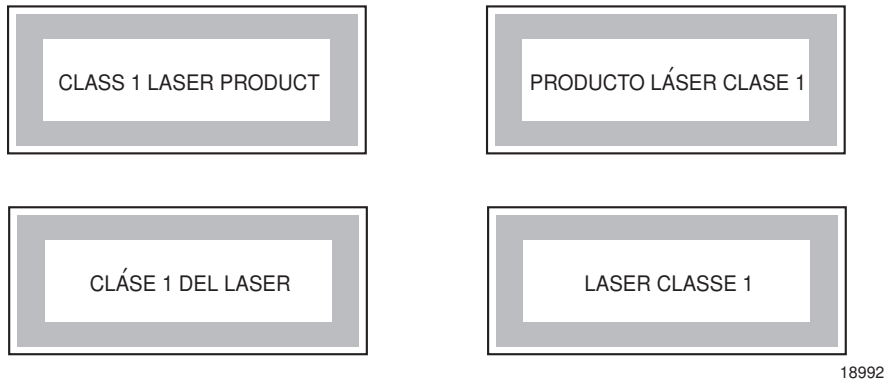 CLASS 1 LASER PRODUCT
PRODUCTO LÁSER CLASE 1
CLÁSE 1 DEL LASER
LASER CLASSE 1
18992